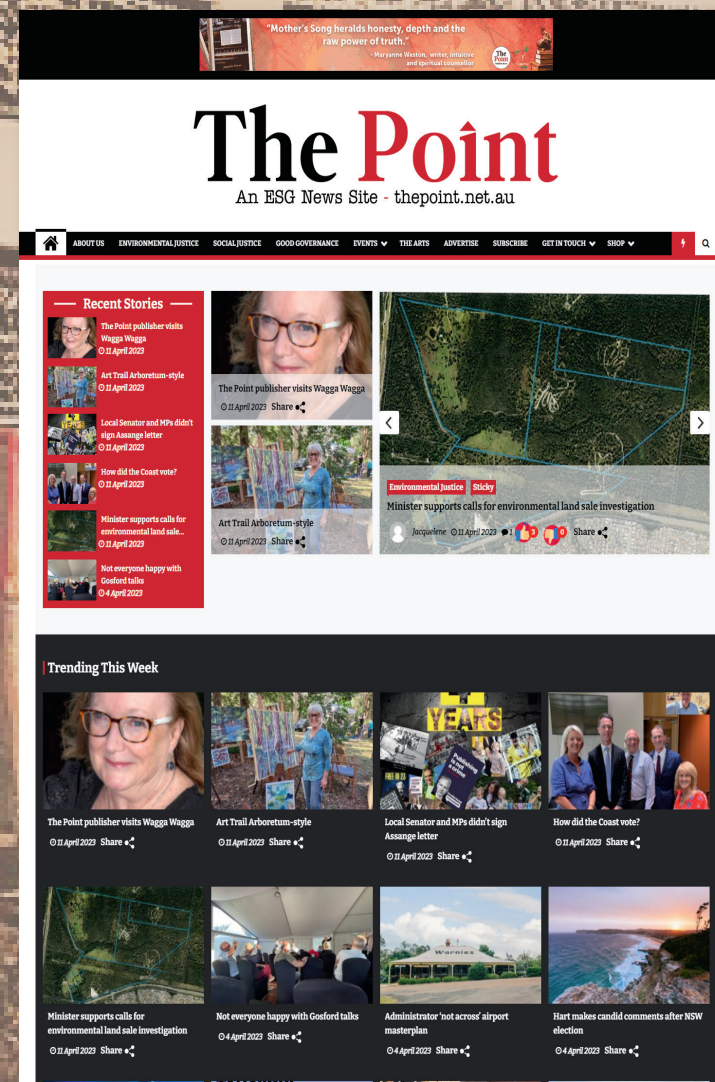 "Mother's Song heralds honesty, depth and the
raw power of truth."
- Maryanne Weston, writer, intuitive
and spiritual counsellor
The
Point
The Point
An ESG News Site - thepoint.net.au
ABOUT US ENVIRONMENTAL JUSTICE SOCIAL JUSTICE GOOD GOVERNANCE EVENTS THE ARTS ADVERTISE SUBSCRIBE GET IN TOUCH SHOP
Recent Stories
The Point publisher visits
Wagga Wagga
11 April 2023
Art Trail Arboretum-style
11 April 2023
Local Senator and MPs didn't
sign Assange letter
11 April 2023
How did the Coast vote?
11 April 2023
Minister supports calls for
environmental land sale...
11 April 2023
Not everyone happy with
Gosford talks
4 April 2023
The Point publisher visits Wagga Wagga
11 April 2023 Share
Art Trail Arboretum-style
11 April 2023 Share
Environmental Justice Sticky
Minister supports calls for environmental land sale investigation
Jacquelene 11 April 2023 1 3 0 Share
Trending This Week
YEARS
Publishing
is not
a crime
The Point publisher visits Wagga Wagga
11 April 2023 Share
Art Trail Arboretum-style
11 April 2023 Share
Local Senator and MPs didn't sign
Assange letter
11 April 2023 Share
How did the Coast vote?
11 April 2023 Share
Warnies
Minister supports calls for
environmental land sale investigation
11 April 2023 Share
Not everyone happy with Gosford talks
4 April 2023 Share
Administrator 'not across' airport
masterplan
4 April 2023 Share
Hart makes candid comments after NSW
election
4 April 2023 Share